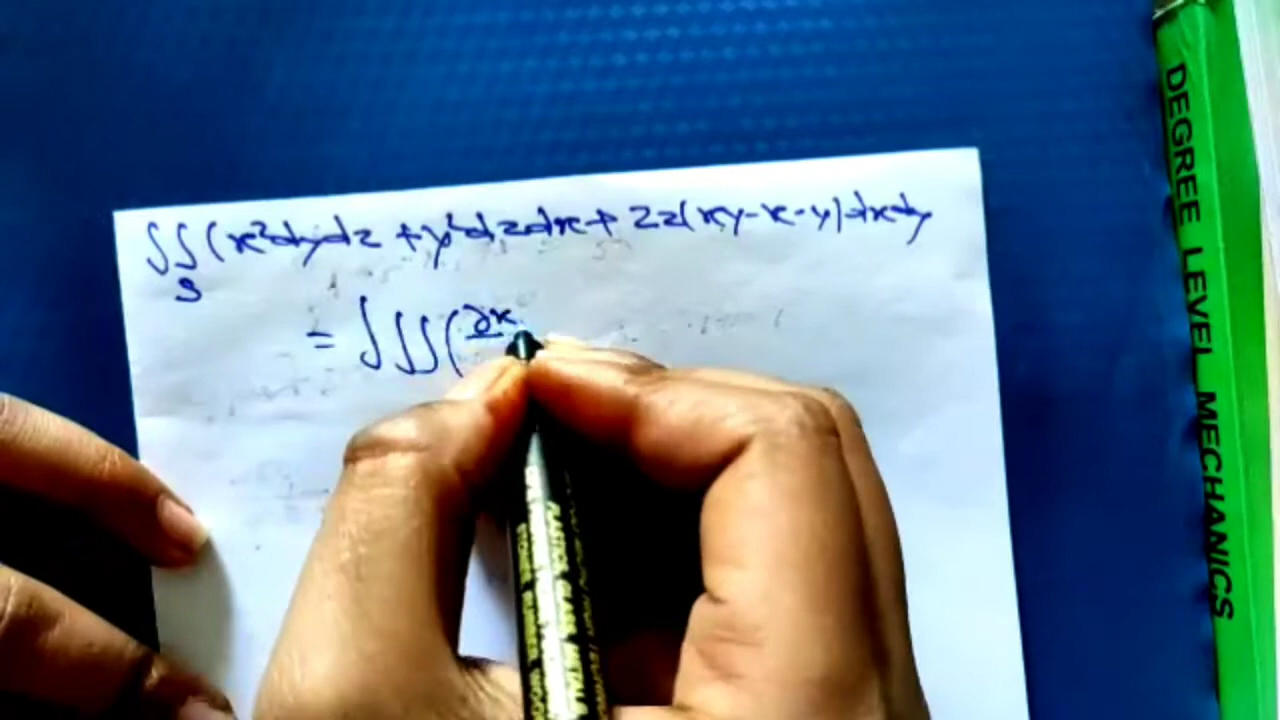 ∫∫ (x²dydz + y²dzdx + 2z(xy-x-y)dxdy
S
= ∫∫∫ (∂x
DEGREE LEVEL MECHANICS